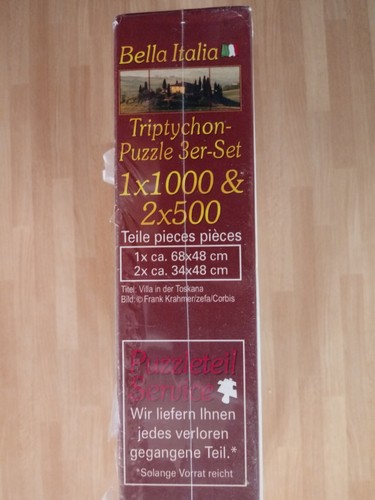 Bella Italia
Triptychon-
Puzzle 3er-Set
1x1000 &
2x500
Teile pieces pièces
1x ca. 68x48 cm
2x ca. 34x48 cm
Titel: Villa in der Toskana
Bild: © Frank Krahmer/zefa/Corbis
Puzzleteil
Service
Wir liefern Ihnen
jedes verloren
gegangene Teil.*
*Solange Vorrat reicht